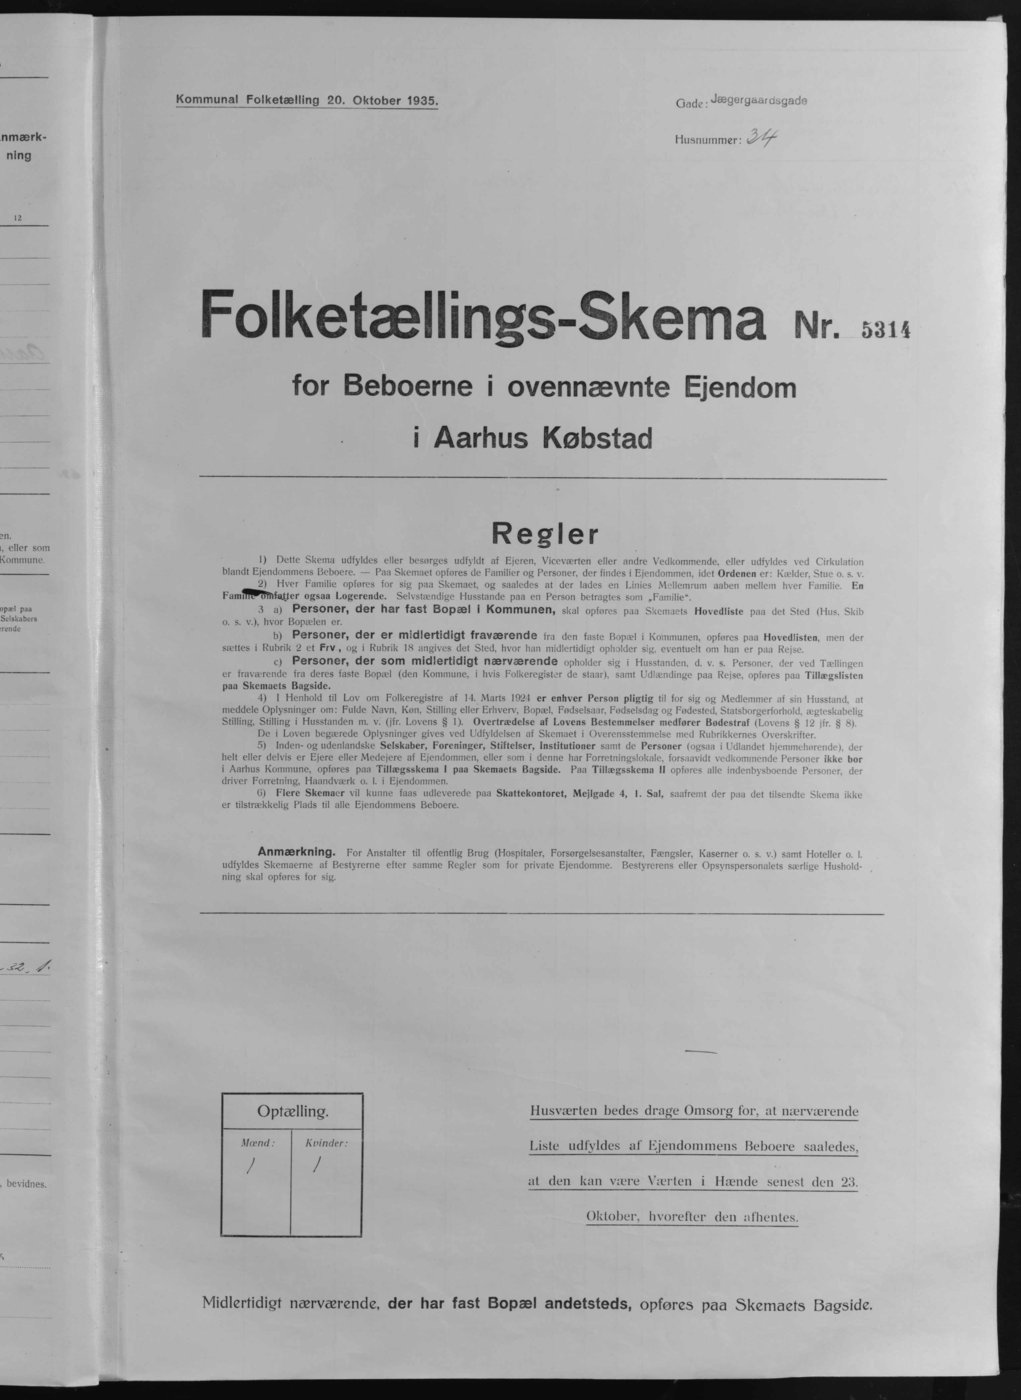 nmærk-
ning
12
en.
, eller som
Kommune.
opæl paa
Selskabers
rende
32. 1.
, bevidnes.
Kommunal Folketælling 20. Oktober 1935.
Gade: Jægergaardsgade
Husnummer: 34
Folketællings-Skema Nr. 5314
for Beboerne i ovennævnte Ejendom
i Aarhus Købstad
Regler
1) Dette Skema udfyldes eller besørges udfyldt af Ejeren, Viceværten eller andre Vedkommende, eller udfyldes ved Cirkulation
blandt Ejendommens Beboere. — Paa Skemaet opføres de Familier og Personer, der findes i Ejendommen, idet Ordenen er: Kælder, Stue o. s. v.
2) Hver Familie opføres for sig paa Skemaet, og saaledes at der lades en Linies Mellemrum aaben mellem hver Familie. En
Familie omfatter ogsaa Logerende. Selvstændige Husstande paa en Person betragtes som „Familie“.
3 a) Personer, der har fast Bopæl i Kommunen, skal opføres paa Skemaets Hovedliste paa det Sted (Hus, Skib
o. s. v.), hvor Bopælen er.
b) Personer, der er midlertidigt fraværende fra den faste Bopæl i Kommunen, opføres paa Hovedlisten, men der
sættes i Rubrik 2 et Frv, og i Rubrik 18 angives det Sted, hvor han midlertidigt opholder sig, eventuelt om han er paa Rejse.
c) Personer, der som midlertidigt nærværende opholder sig i Husstanden, d. v. s. Personer, der ved Tællingen
er fraværende fra deres faste Bopæl (den Kommune, i hvis Folkeregister de staar), samt Udlændinge paa Rejse, opføres paa Tillægslisten
paa Skemaets Bagside.
4) I Henhold til Lov om Folkeregistre af 14. Marts 1924 er enhver Person pligtig til for sig og Medlemmer af sin Husstand, at
meddele Oplysninger om: Fulde Navn, Køn, Stilling eller Erhverv, Bopæl, Fødselsaar, Fødselsdag og Fødested, Statsborgerforhold, ægteskabelig
Stilling, Stilling i Husstanden m. v. (jfr. Lovens § 1). Overtrædelse af Lovens Bestemmelser medfører Bødestraf (Lovens § 12 jfr. § 8).
De i Loven begærede Oplysninger gives ved Udfyldelsen af Skemaet i Overensstemmelse med Rubrikkernes Overskrifter.
5) Inden- og udenlandske Selskaber, Foreninger, Stiftelser, Institutioner samt de Personer (ogsaa i Udlandet hjemmehørende), der
helt eller delvis er Ejere eller Medejere af Ejendommen, eller som i denne har Forretningslokale, forsaavidt vedkommende Personer ikke bor
i Aarhus Kommune, opføres paa Tillægsskema I paa Skemaets Bagside. Paa Tillægsskema II opføres alle indenbysboende Personer, der
driver Forretning, Haandværk o. l. i Ejendommen.
6) Flere Skemaer vil kunne faas udleverede paa Skattekontoret, Mejlgade 4, 1. Sal, saafremt der paa det tilsendte Skema ikke
er tilstrækkelig Plads til alle Ejendommens Beboere.
Anmærkning. For Anstalter til offentlig Brug (Hospitaler, Forsørgelsesanstalter, Fængsler, Kaserner o. s. v.) samt Hoteller o. l.
udfyldes Skemaerne af Bestyrerne efter samme Regler som for private Ejendomme. Bestyrerens eller Opsynspersonalets særlige Hushold-
ning skal opføres for sig.
Optælling.
Mænd: Kvinder:
1 1
Husværten bedes drage Omsorg for, at nærværende
Liste udfyldes af Ejendommens Beboere saaledes,
at den kan være Værten i Hænde senest den 23.
Oktober, hvorefter den afhentes.
Midlertidigt nærværende, der har fast Bopæl andetsteds, opføres paa Skemaets Bagside.